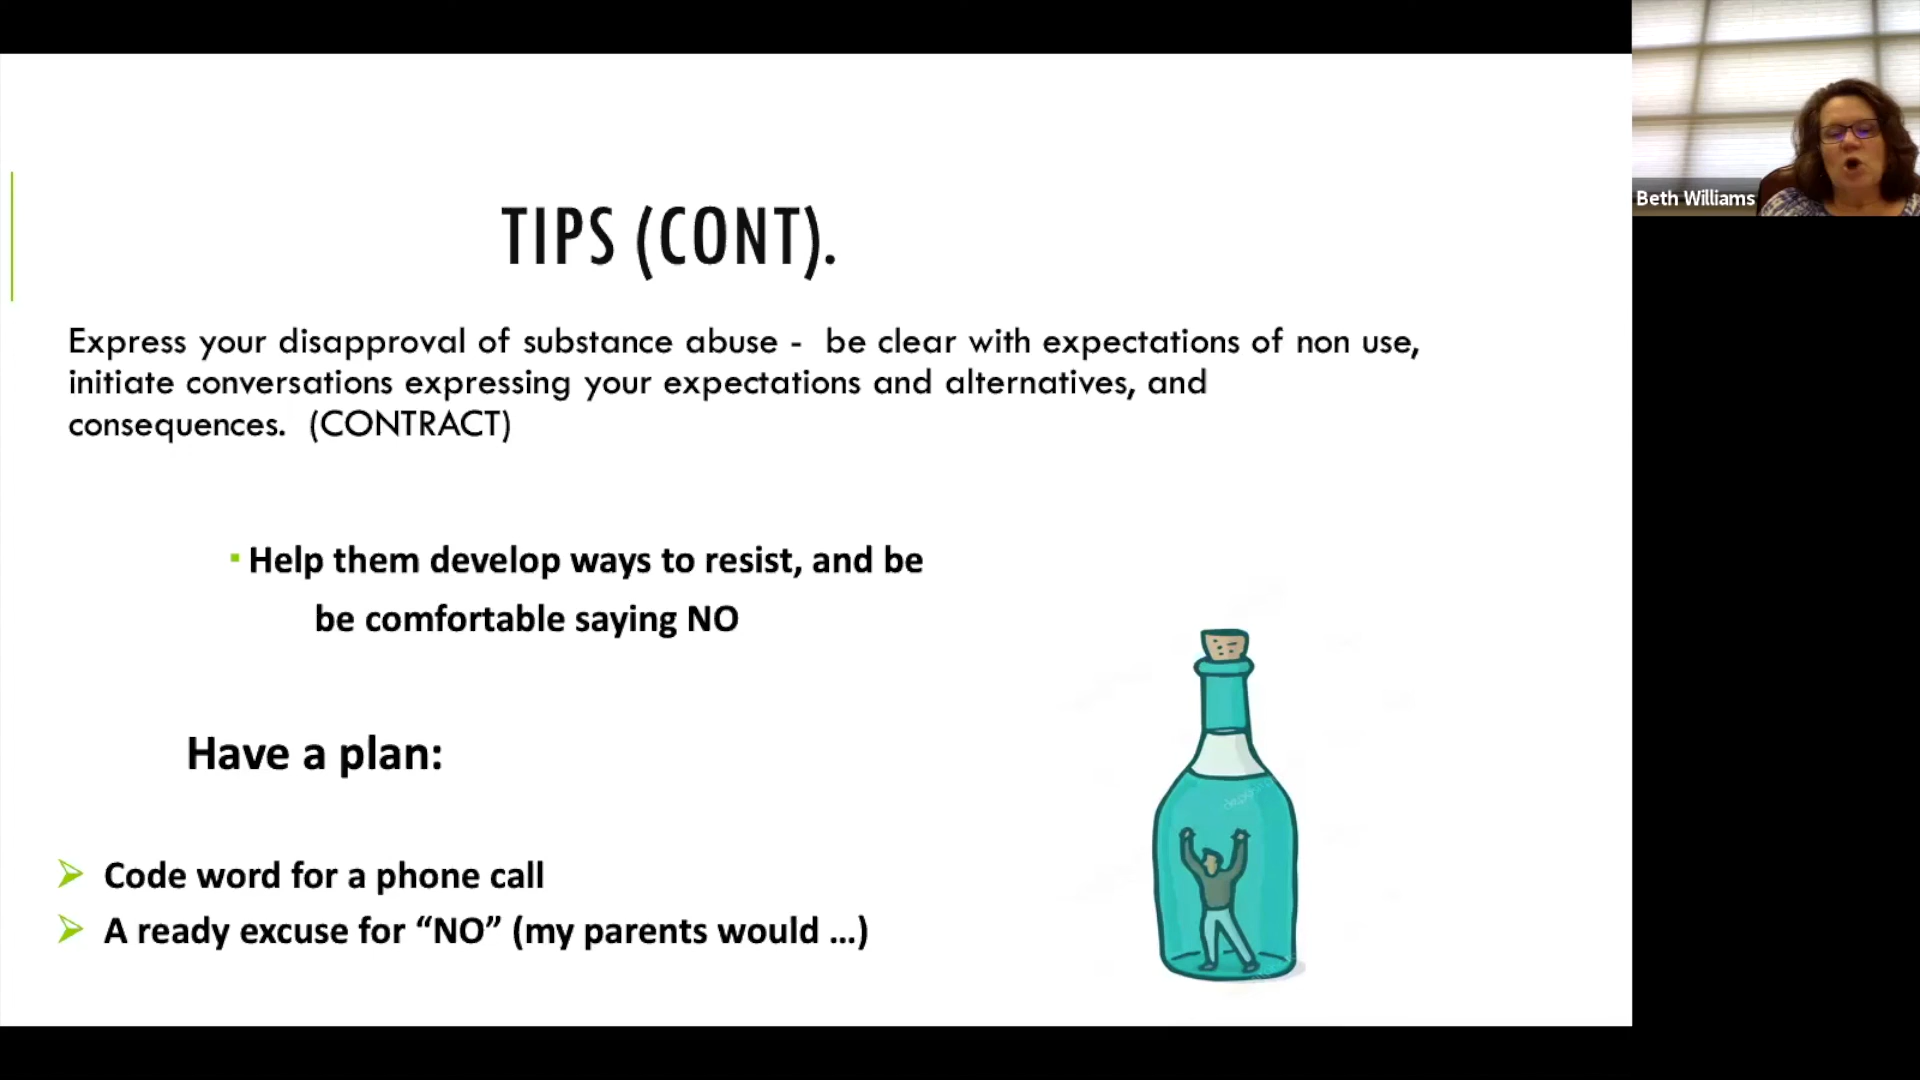 TIPS (CONT).
Express your disapproval of substance abuse - be clear with expectations of non use,
initiate conversations expressing your expectations and alternatives, and
consequences. (CONTRACT)
Help them develop ways to resist, and be
be comfortable saying NO
Have a plan:
Code word for a phone call
A ready excuse for “NO” (my parents would ...)
Beth Williams